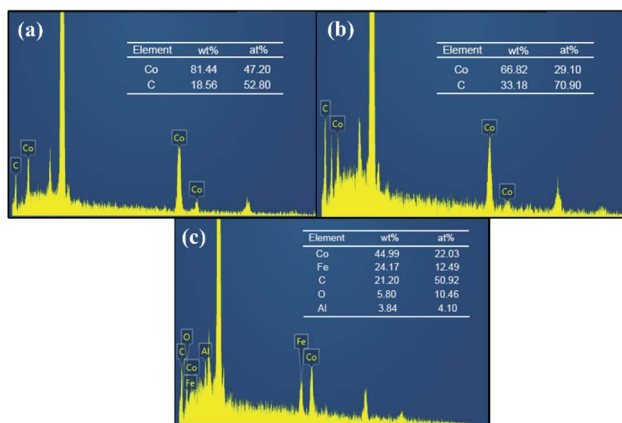 (a)
Element wt% at%
Co 81.44 47.20
C 18.56 52.80
C
Co
Co
Co
(b)
Element wt% at%
Co 66.82 29.10
C 33.18 70.90
C
Co
Co
Co
(c)
Element wt% at%
Co 44.99 22.03
Fe 24.17 12.49
C 21.20 50.92
O 5.80 10.46
Al 3.84 4.10
O
C
Al
Co
Fe
Fe
Co